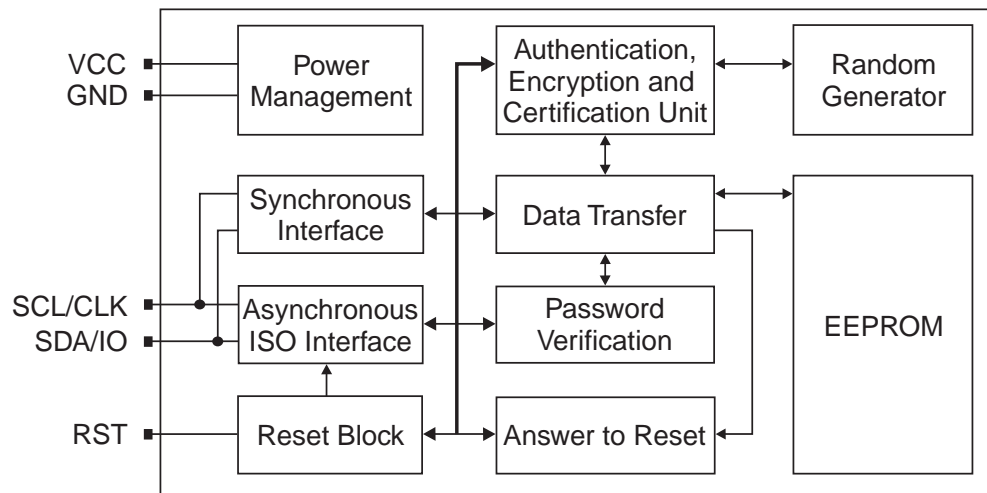 VCC
GND
Power
Management
Authentication,
Encryption and
Certification Unit
Random
Generator
Synchronous
Interface
Data Transfer
SCL/CLK
SDA/IO
Asynchronous
ISO Interface
Password
Verification
EEPROM
RST
Reset Block
Answer to Reset